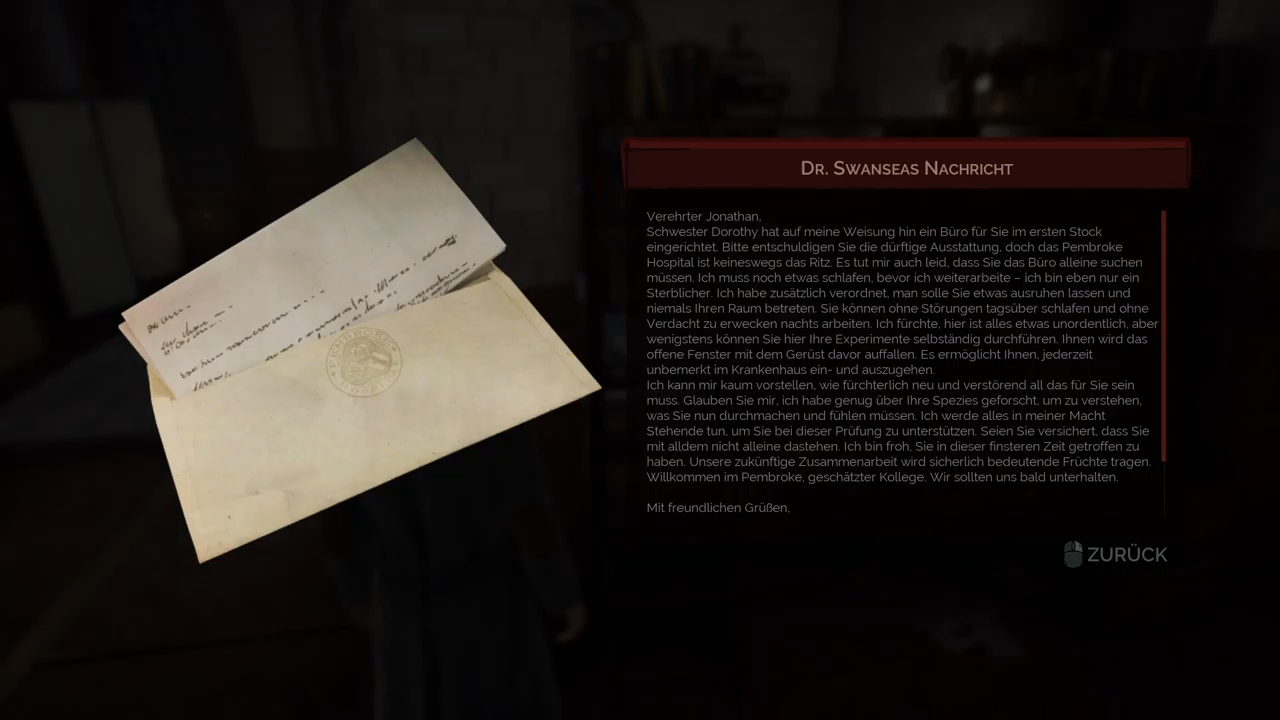 Dr. Swanseas Nachricht
Verehrter Jonathan,
Schwester Dorothy hat auf meine Weisung hin ein Büro für Sie im ersten Stock
eingerichtet. Bitte entschuldigen Sie die dürftige Ausstattung, doch das Pembroke
Hospital ist keineswegs das Ritz. Es tut mir auch leid, dass Sie das Büro alleine suchen
müssen. Ich muss noch etwas schlafen, bevor ich weiterarbeite – ich bin eben nur ein
Sterblicher. Ich habe zusätzlich verordnet, man solle Sie etwas ausruhen lassen und
niemals Ihren Raum betreten. Sie können ohne Störungen tagsüber schlafen und ohne
Verdacht zu erwecken nachts arbeiten. Ich fürchte, hier ist alles etwas unordentlich, aber
wenigstens können Sie hier Ihre Experimente selbständig durchführen. Ihnen wird das
offene Fenster mit dem Gerüst davor auffallen. Es ermöglicht Ihnen, jederzeit
unbemerkt im Krankenhaus ein- und auszugehen.
Ich kann mir kaum vorstellen, wie fürchterlich neu und verstörend all das für Sie sein
muss. Glauben Sie mir, ich habe genug über Ihre Spezies geforscht, um zu verstehen,
was Sie nun durchmachen und fühlen müssen. Ich werde alles in meiner Macht
Stehende tun, um Sie bei dieser Prüfung zu unterstützen. Seien Sie versichert, dass Sie
mit alldem nicht alleine dastehen. Ich bin froh, Sie in dieser finsteren Zeit getroffen zu
haben. Unsere zukünftige Zusammenarbeit wird sicherlich bedeutende Früchte tragen.
Willkommen im Pembroke, geschätzter Kollege. Wir sollten uns bald unterhalten.
Mit freundlichen Grüßen,
ZURÜCK